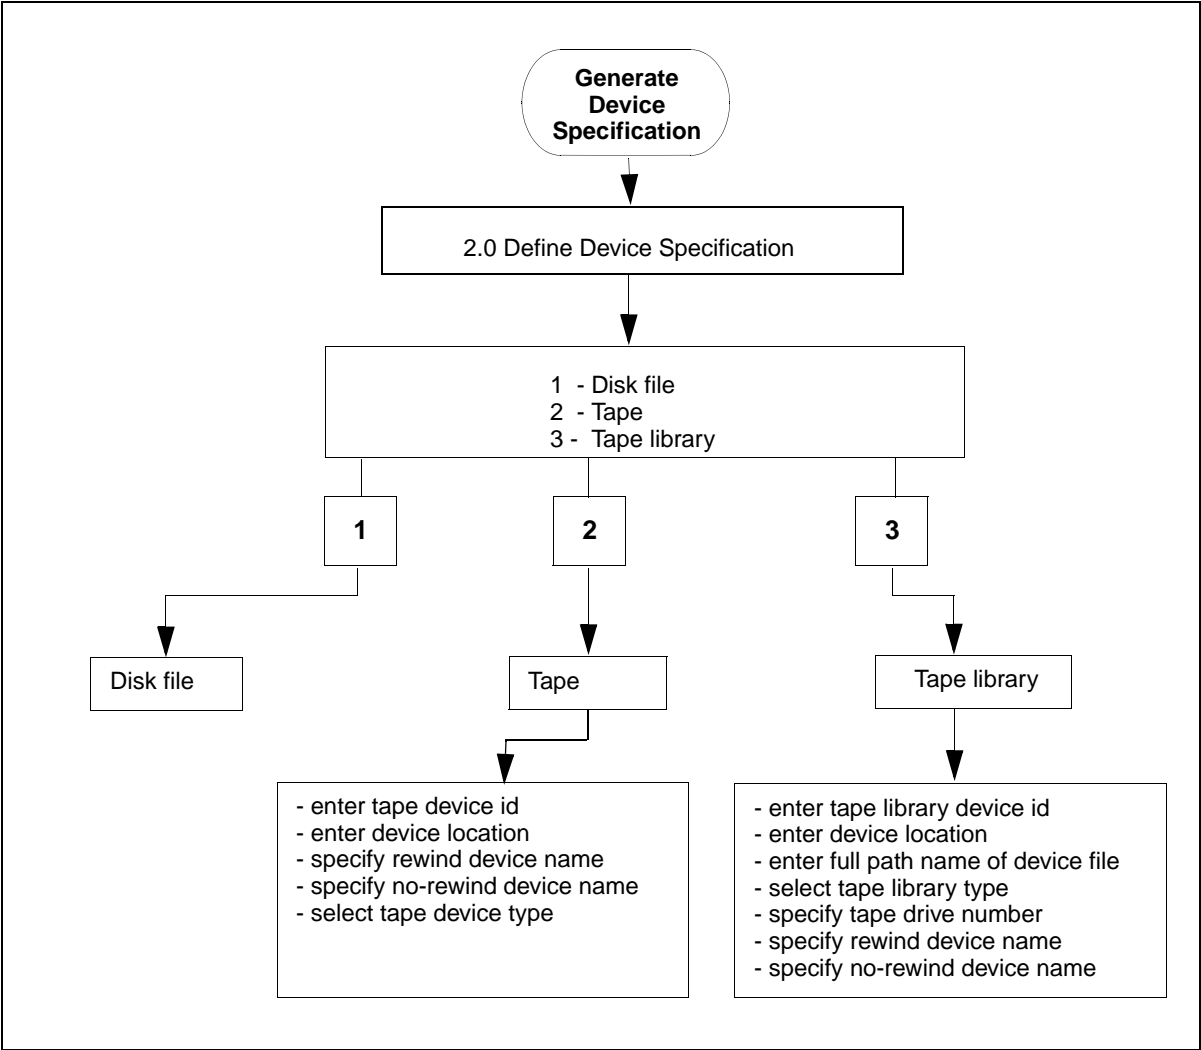 Generate
Device
Specification
2.0 Define Device Specification
1 - Disk file
2 - Tape
3 - Tape library
1
2
3
Disk file
Tape
Tape library
- enter tape device id
- enter device location
- specify rewind device name
- specify no-rewind device name
- select tape device type
- enter tape library device id
- enter device location
- enter full path name of device file
- select tape library type
- specify tape drive number
- specify rewind device name
- specify no-rewind device name